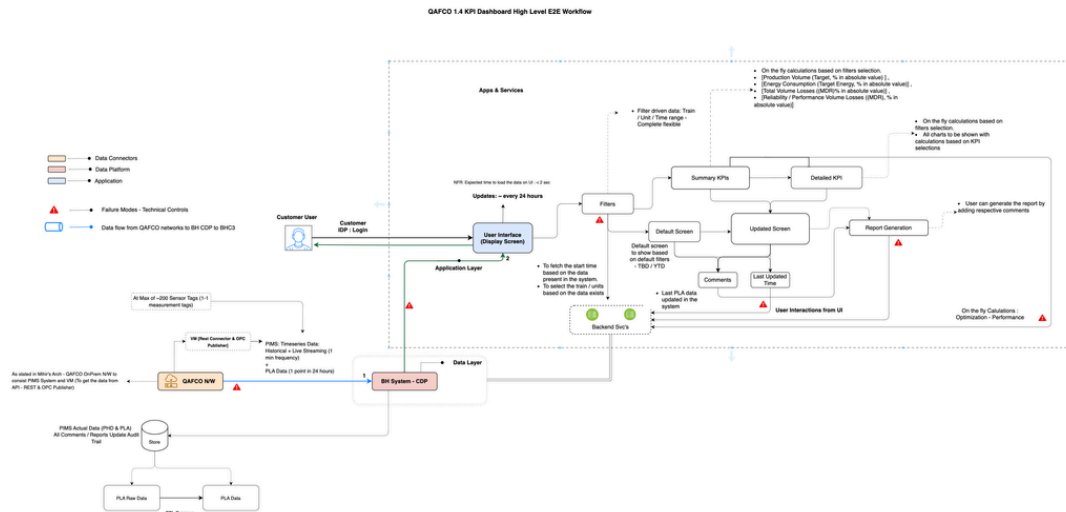 QAFCO 1.4 KPI Dashboard High Level E2E Workflow
On the fly calculations based on filters selection.
[Production Volume (Target, % in absolute value) ] ,
[Energy Consumption (Target Energy, % in absolute value)] ,
[Total Volume Losses ((MDR)% in absolute value)] ,
[Reliability / Performance Volume Losses ((MDR), % in
absolute value)]
Apps & Services
Filter driven data: Train
/ Unit / Time range -
Complete flexible
On the fly calculations based on
filters selection.
All charts to be shown with
calculations based on KPI
selections
Data Connectors
Data Platform
Application
Failure Modes - Technical Controls
Data flow from QAFCO networks to BH CDP to BHC3
NFR: Expected time to load the data on UI : < 2 sec
Updates: ~ every 24 hours
Summary KPIs
Detailed KPI
Filters
User can generate the report by
adding respective comments
Customer User
Customer
IDP : Login
User Interface
(Display Screen)
2
Default Screen
Updated Screen
Report Generation
Default screen
to show based on
default filters
- TBD / YTD
Application Layer
To fetch the start time
based on the data
present in the system.
To select the train / units
based on the data exists
Comments
Last Updated
Time
Last PLA data
updated in the
system
User Interactions from UI
On the fly Calulations :
Optimization - Performance
Backend Svc's
At Max of ~200 Sensor Tags (1-1
measurement tags)
VM [Rest Connector & OPC
Publisher]
PIMS: Timeseries Data:
Historical + Live Streaming (1
min frequency)
+
PLA Data (1 point in 24 hours)
Data Layer
QAFCO N/W
1
BH System - CDP
API - REST & OPC Publisher)
PIMS Actual Data (PHD & PLA)
All Comments / Reports Update Audit
Trail
Store
PLA Raw Data
PLA Data